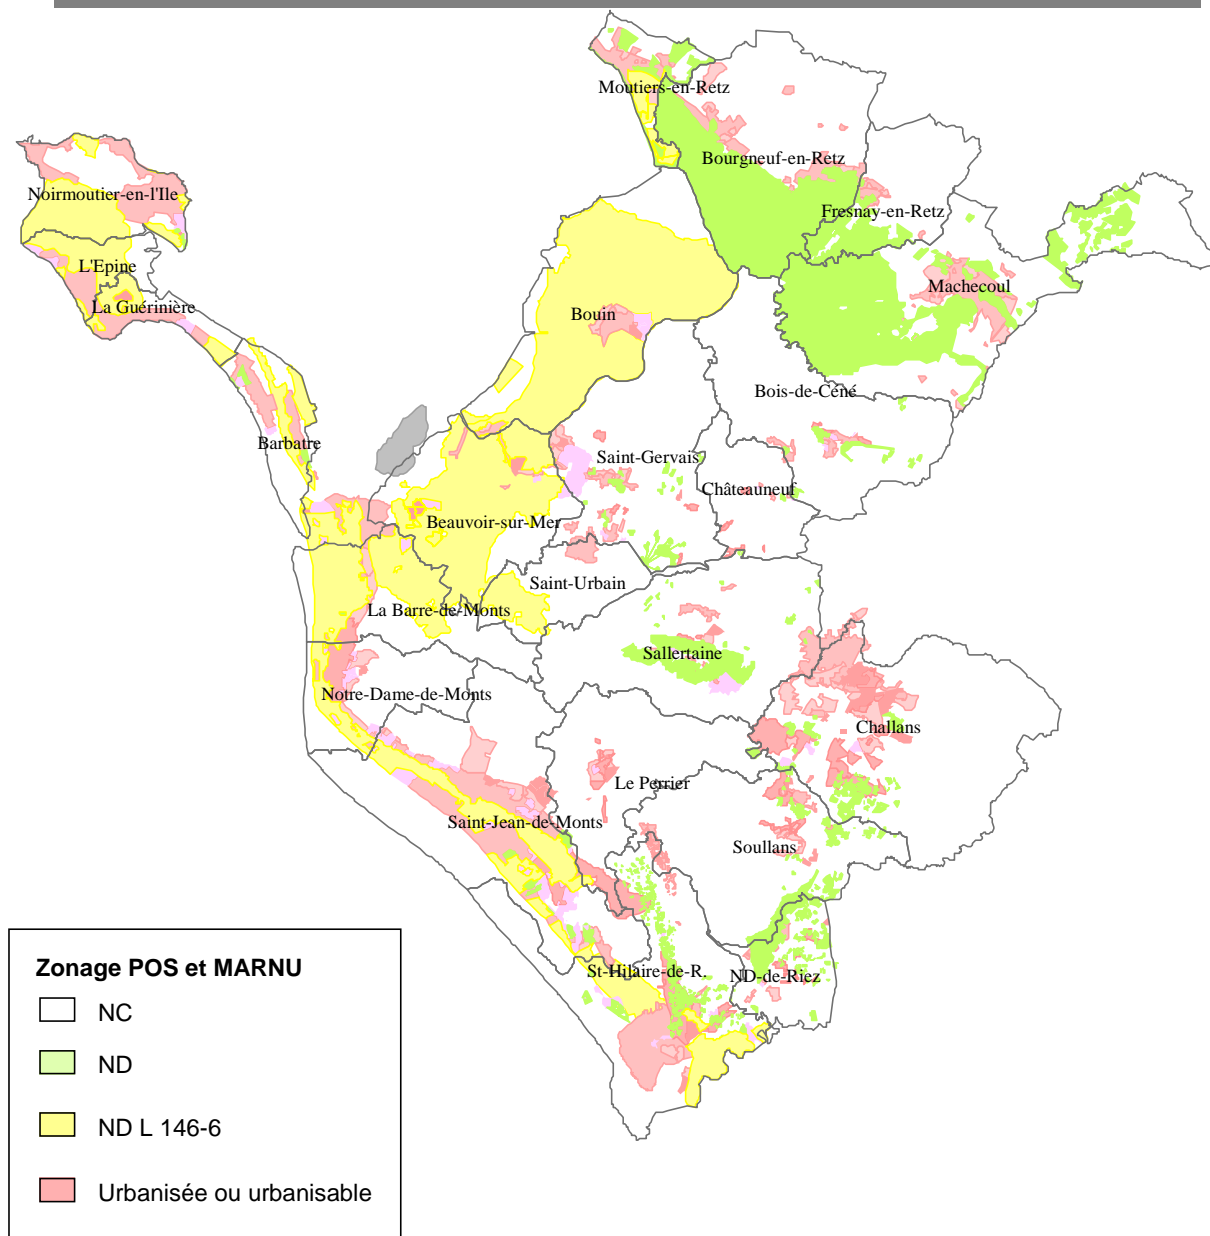 Moutiers-en-Retz
Bourgneuf-en-Retz
Noirmoutier-en-l'Ile
Fresnay-en-Retz
L'Epine
Machecoul
La Guérinière
Bouin
Bois-de-Céné
Barbatre
Saint-Gervais
Châteauneuf
Beauvoir-sur-Mer
Saint-Urbain
La Barre-de-Monts
Sallertaine
Notre-Dame-de-Monts
Challans
Le Perrier
Saint-Jean-de-Monts
Soullans
St-Hilaire-de-R.
ND-de-Riez
Zonage POS et MARNU
NC
ND
ND L 146-6
Urbanisée ou urbanisable